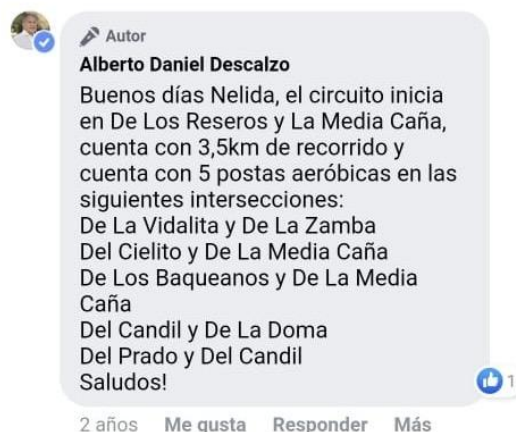 Autor
Alberto Daniel Descalzo
Buenos días Nelida, el circuito inicia
en De Los Reseros y La Media Caña,
cuenta con 3,5km de recorrido y
cuenta con 5 postas aeróbicas en las
siguientes intersecciones:
De La Vidalita y De La Zamba
Del Cielito y De La Media Caña
De Los Baqueanos y De La Media
Caña
Del Candil y De La Doma
Del Prado y Del Candil
Saludos!
1
2 años Me gusta Responder Más